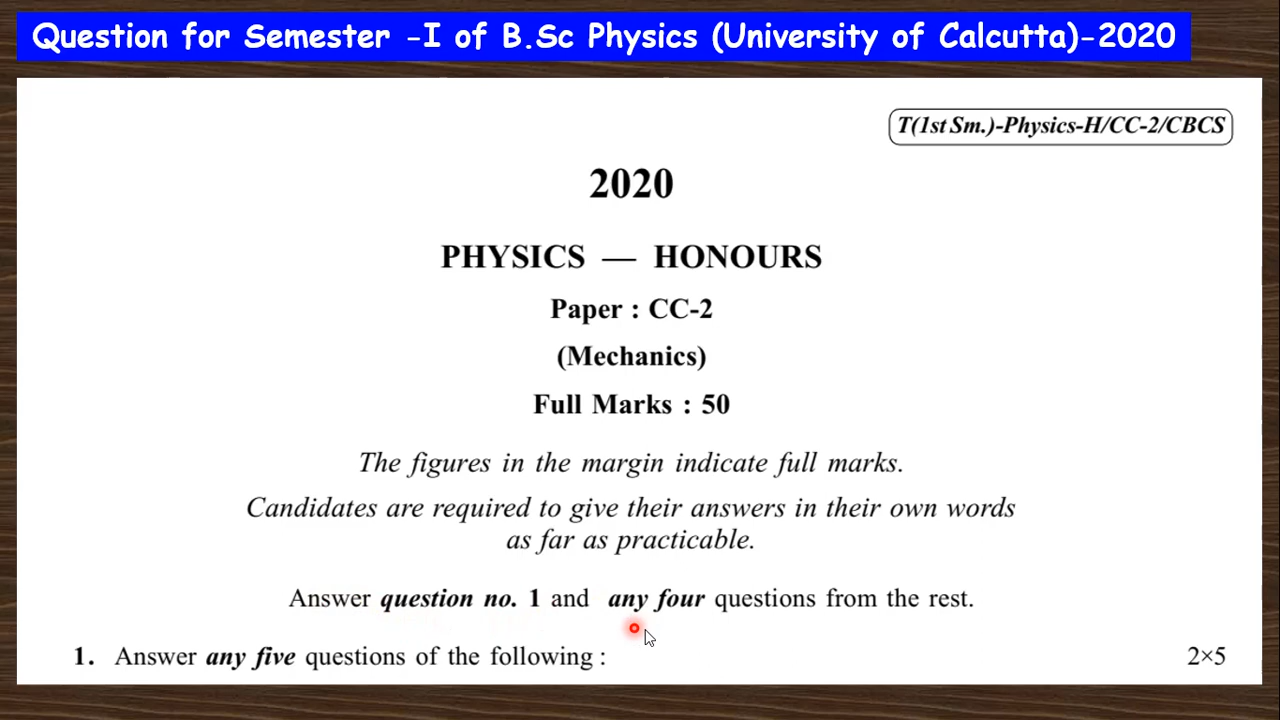 Question for Semester -I of B.Sc Physics (University of Calcutta)-2020
T(1st Sm.)-Physics-H/CC-2/CBCS
2020
PHYSICS — HONOURS
Paper : CC-2
(Mechanics)
Full Marks : 50
The figures in the margin indicate full marks.
Candidates are required to give their answers in their own words
as far as practicable.
Answer question no. 1 and any four questions from the rest.
1. Answer any five questions of the following : 2×5